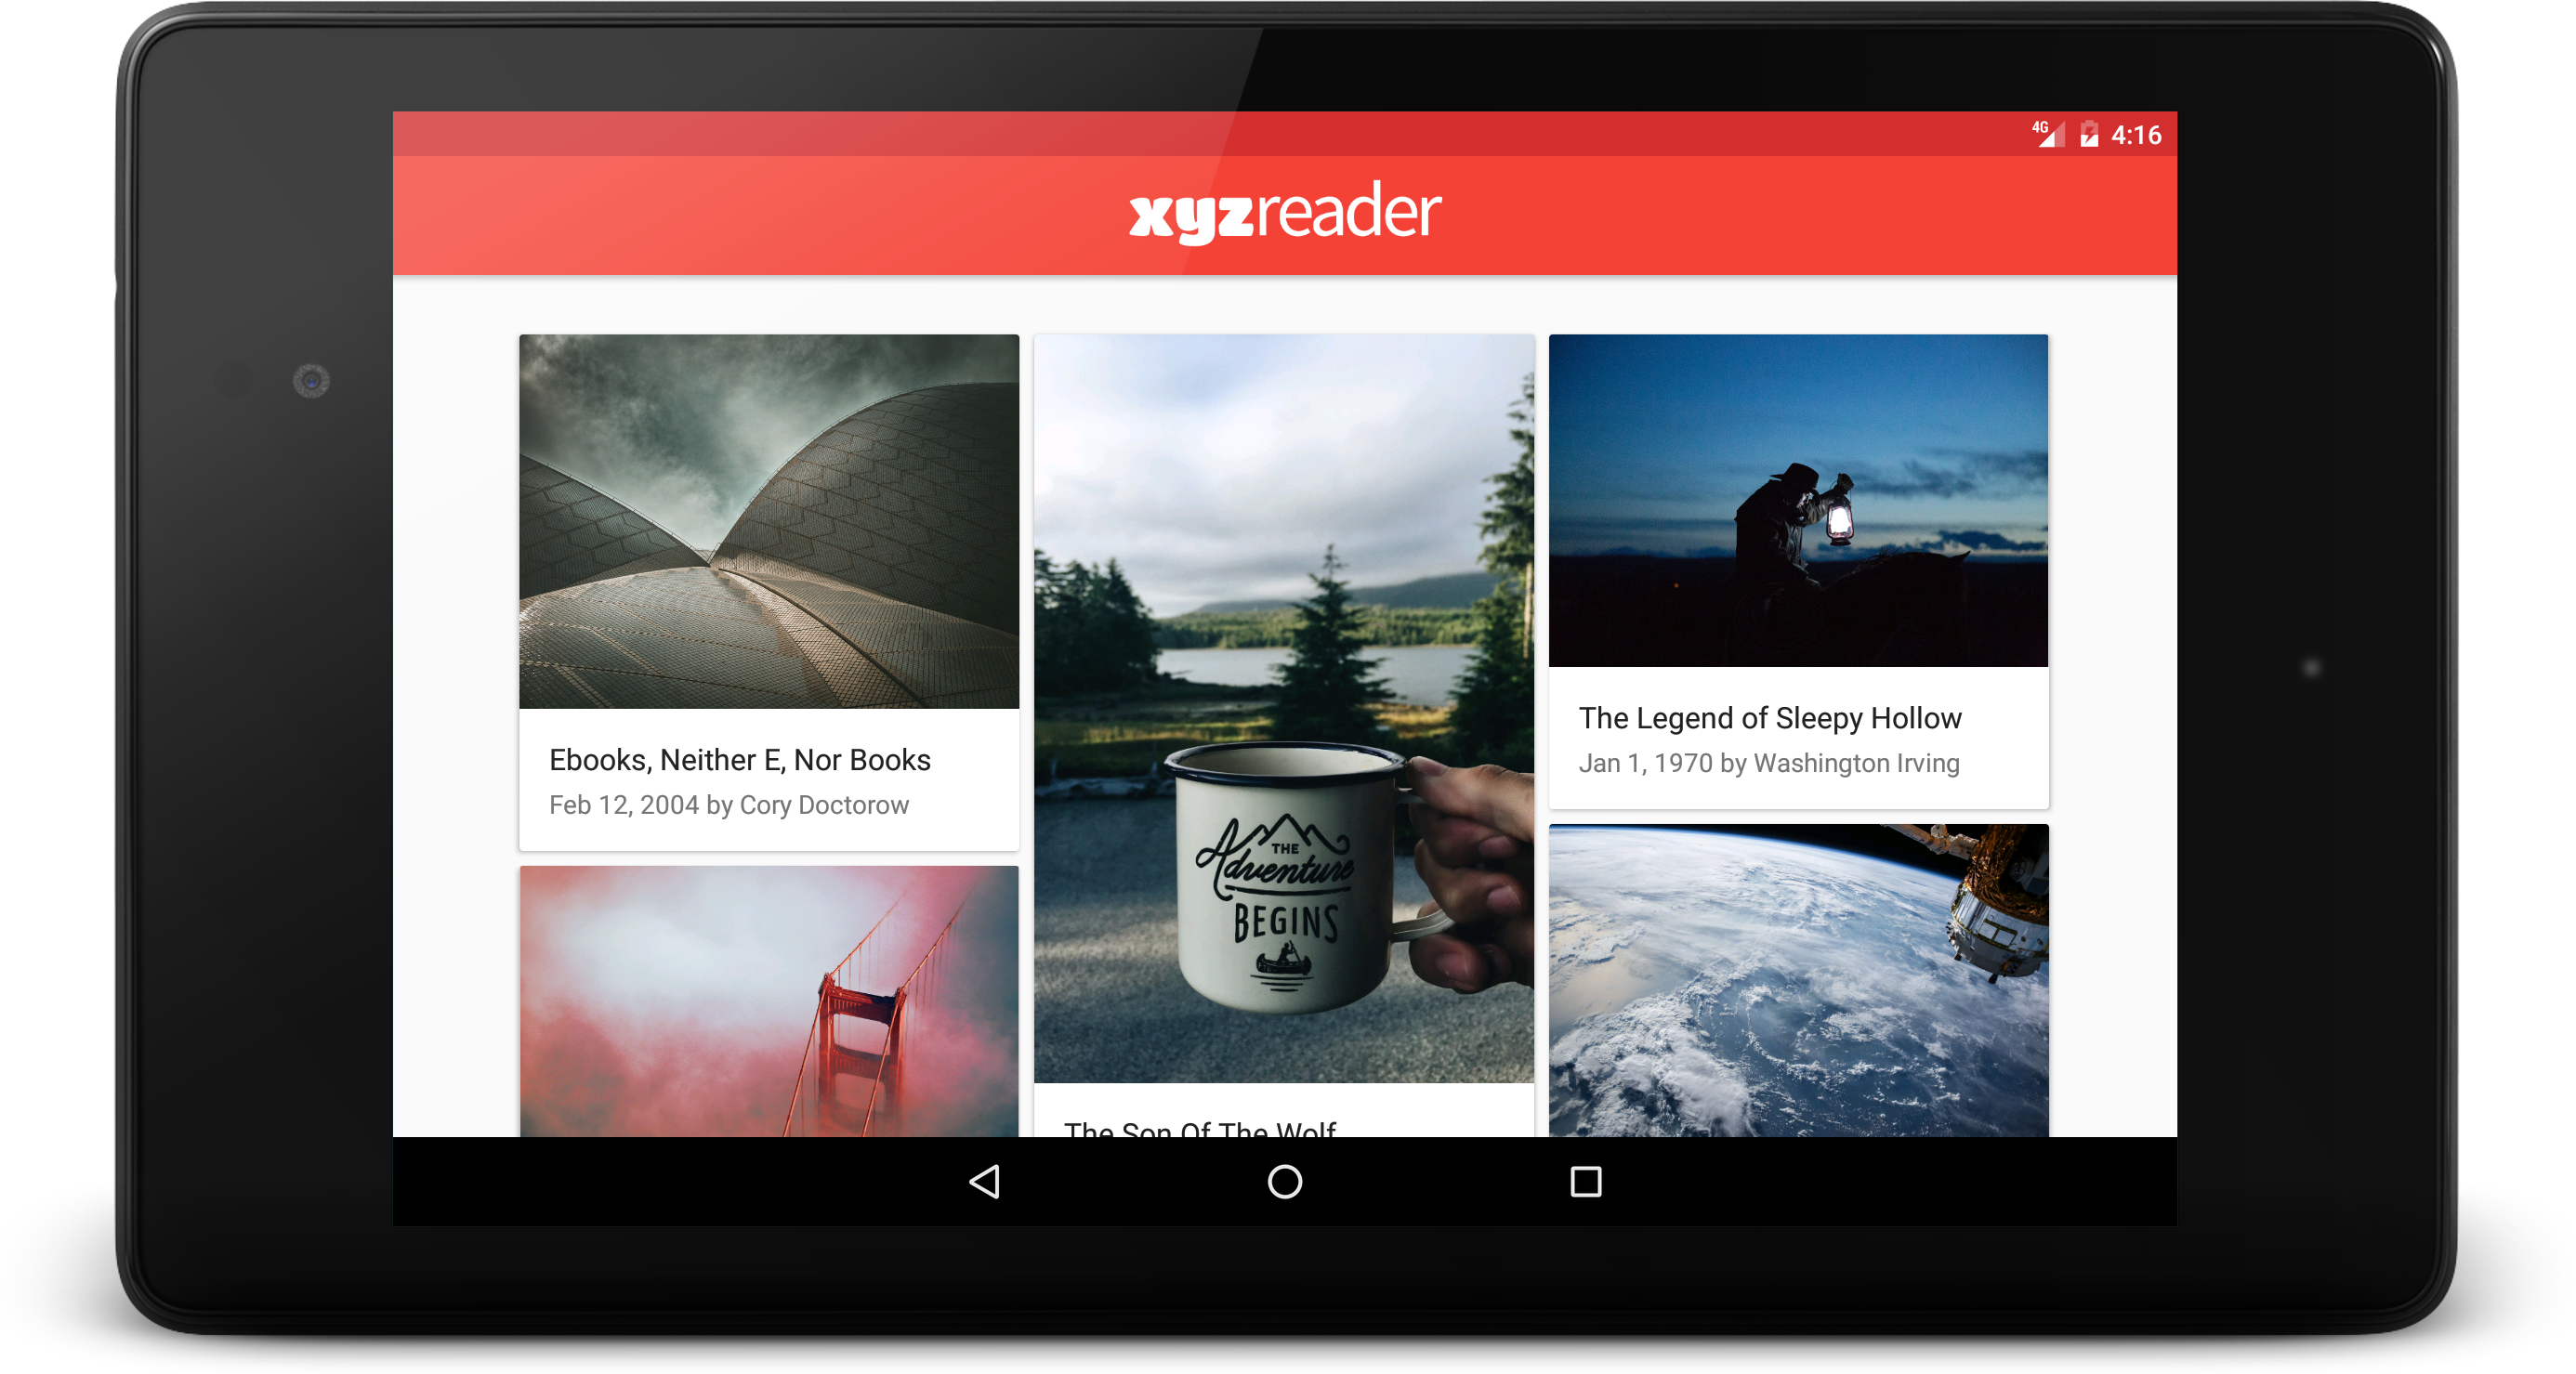 4G 4:16
xyzreader
Ebooks, Neither E, Nor Books
Feb 12, 2004 by Cory Doctorow
THE
Adventure
BEGINS
The Son Of The Wolf
The Legend of Sleepy Hollow
Jan 1, 1970 by Washington Irving